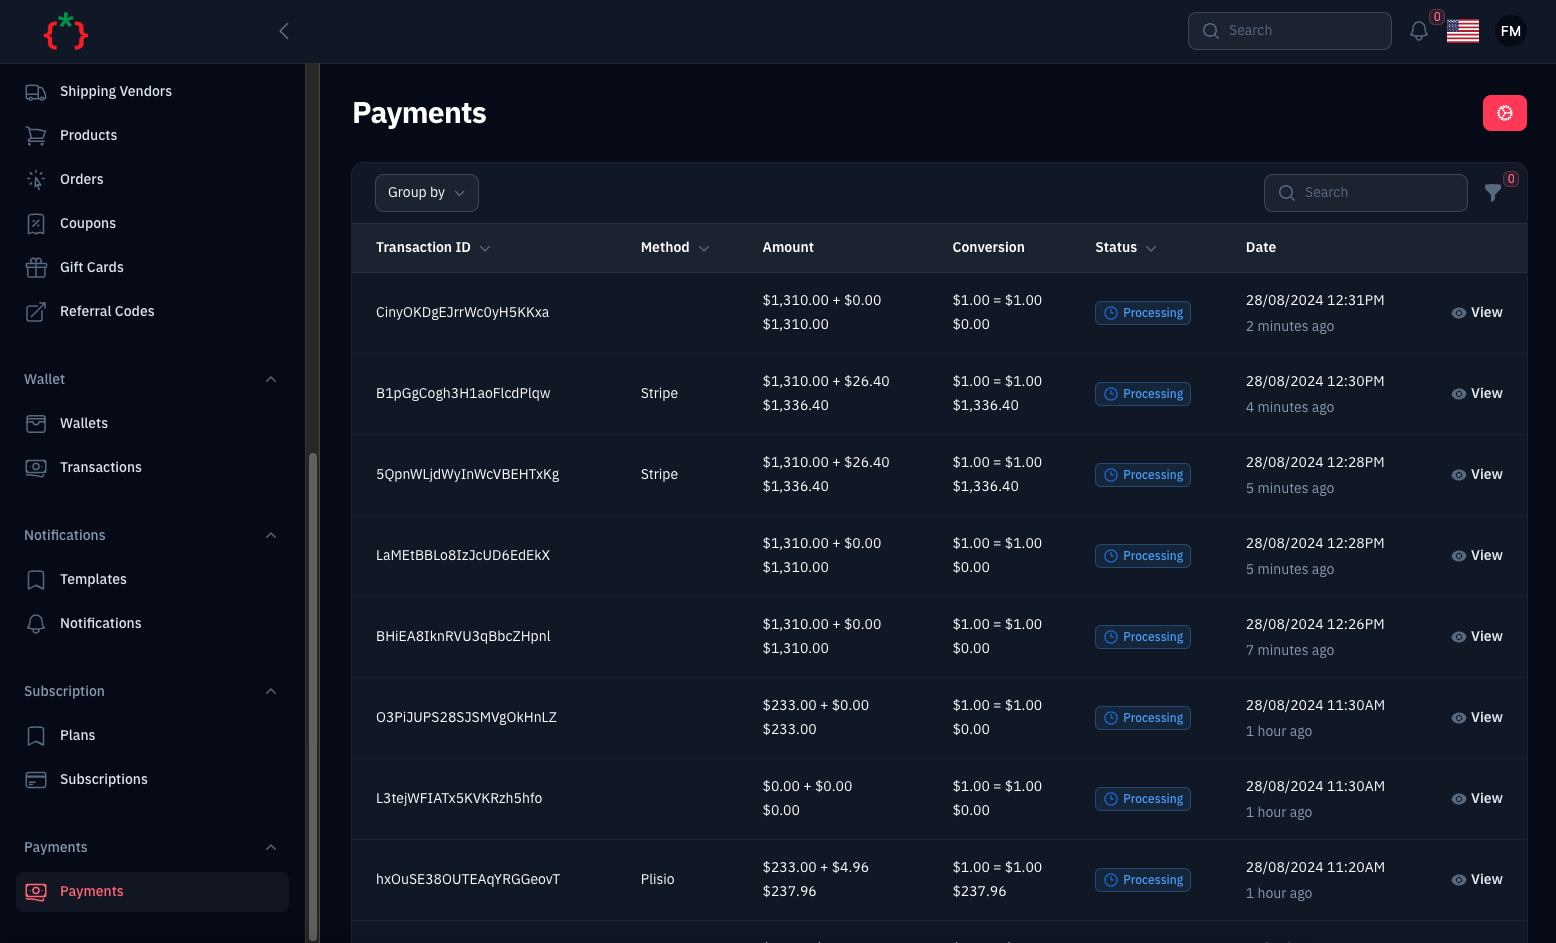 {*}
Search
0
FM
Shipping Vendors
Products
Orders
Coupons
Gift Cards
Referral Codes
Wallet
Wallets
Transactions
Notifications
Templates
Notifications
Subscription
Plans
Subscriptions
Payments
Payments
Payments
Group by
Search
0
Transaction ID Method Amount Conversion Status Date
CinyOKDgEJrrWc0yH5KKxa $1,310.00 + $0.00 $1.00 = $1.00 Processing 28/08/2024 12:31PM View
$1,310.00 $0.00 2 minutes ago
B1pGgCogh3H1aoFlcdPlqw Stripe $1,310.00 + $26.40 $1.00 = $1.00 Processing 28/08/2024 12:30PM View
$1,336.40 $1,336.40 4 minutes ago
5QpnWLjdWyInWcVBEHTxKg Stripe $1,310.00 + $26.40 $1.00 = $1.00 Processing 28/08/2024 12:28PM View
$1,336.40 $1,336.40 5 minutes ago
LaMEtBBLo8IzJcUD6EdEkX $1,310.00 + $0.00 $1.00 = $1.00 Processing 28/08/2024 12:28PM View
$1,310.00 $0.00 5 minutes ago
BHiEA8IknRVU3qBbcZHpnl $1,310.00 + $0.00 $1.00 = $1.00 Processing 28/08/2024 12:26PM View
$1,310.00 $0.00 7 minutes ago
O3PiJUPS28SJSMVgOkHnLZ $233.00 + $0.00 $1.00 = $1.00 Processing 28/08/2024 11:30AM View
$233.00 $0.00 1 hour ago
L3tejWFIATx5KVKRzh5hfo $0.00 + $0.00 $1.00 = $1.00 Processing 28/08/2024 11:30AM View
$0.00 $0.00 1 hour ago
hxOuSE38OUTEAqYRGGeovT Plisio $233.00 + $4.96 $1.00 = $1.00 Processing 28/08/2024 11:20AM View
$237.96 $237.96 1 hour ago